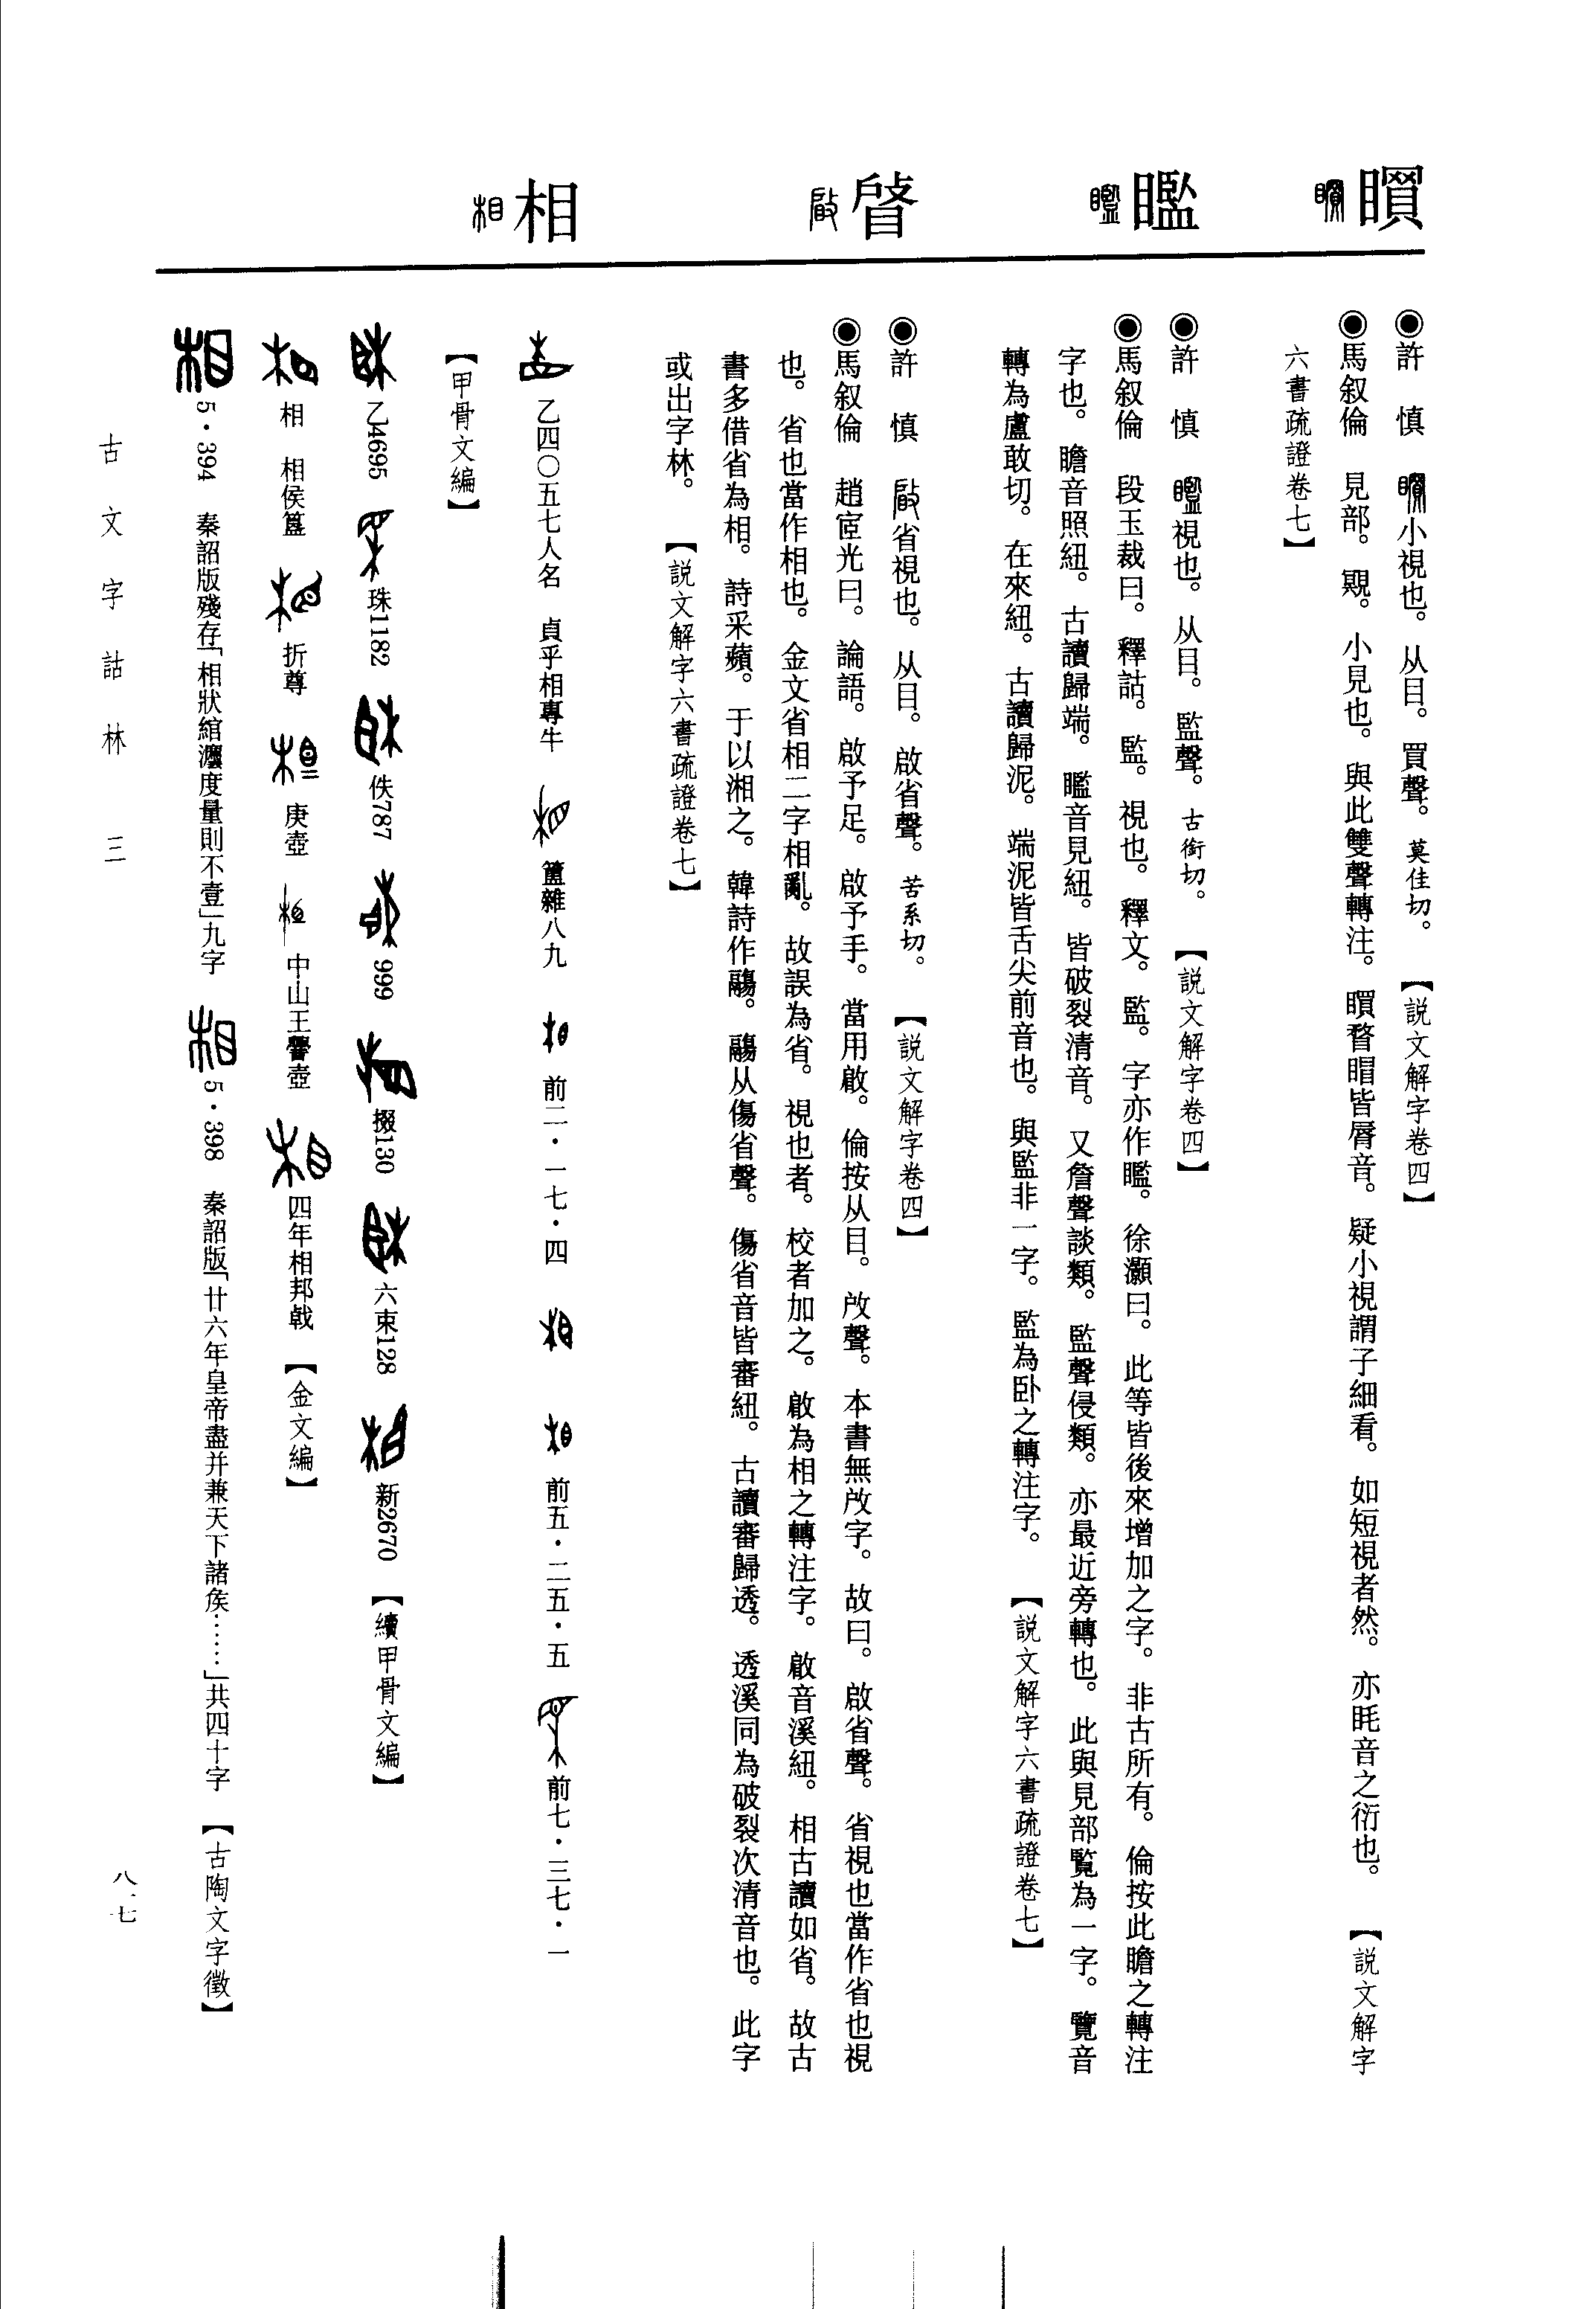 瞯 䁠 䀾 相
◉許　慎　小視也。从目。買聲。莫佳切。【説文解字卷四】
◉馬叙倫　見部。覭。小見也。與此雙聲轉注。瞀䀛皆脣音。疑小視謂子細看。如短視者然。亦眊音之衍也。【説文解字
六書疏證卷七】
◉許　慎　視也。从目。監聲。古銜切。【説文解字卷四】
◉馬叙倫　段玉裁曰。釋詁。監。視也。釋文。監。字亦作䁠。徐灝曰。此等皆後來增加之字。非古所有。倫按此瞻之轉注
字也。瞻音照紐。古讀歸端。䁠音見紐。皆破裂清音。又詹聲談類。監聲侵類。亦最近旁轉也。此與見部覧為一字。覽音
轉為盧敢切。在來紐。古讀歸泥。端泥皆舌尖前音也。與監非一字。監為卧之轉注字。【説文解字六書疏證卷七】
◉許　慎　省視也。从目。啟省聲。苦系切。【説文解字卷四】
◉馬叙倫　趙宧光曰。論語。啟予足。啟予手。當用啟。倫按从目。启攵聲。本書無字。故曰。啟省聲。省視也當作省也視
也。省也當作相也。金文省相二字相亂。故誤為省。視也者。校者加之。啟為相之轉注字。啟音溪紐。相古讀如省。故古
書多借省為相。詩采蘋。于以湘之。韓詩作鬺。鬺从傷省聲。傷省音皆審紐。古讀審歸透。透溪同為破裂次清音也。此字
或出字林。【説文解字六書疏證卷七】
乙四〇五七人名　貞乎相專牛　簠雜八九　前二・一七・四　前五・二五・五　前七・三七・一
【甲骨文編】
乙4695　珠1182　佚787　999　掇130　六束128　新2670【續甲骨文編】
相　相侯簋　折尊　庚壺　中山王䜴壺　四年相邦戟【金文編】
5・394　秦詔版殘存「相狀綰灋度量則不壹」九字　5・398　秦詔版「廿六年皇帝盡并兼天下諸矦……」共四十字【古陶文字徵】
古文字詁林　三
八一七